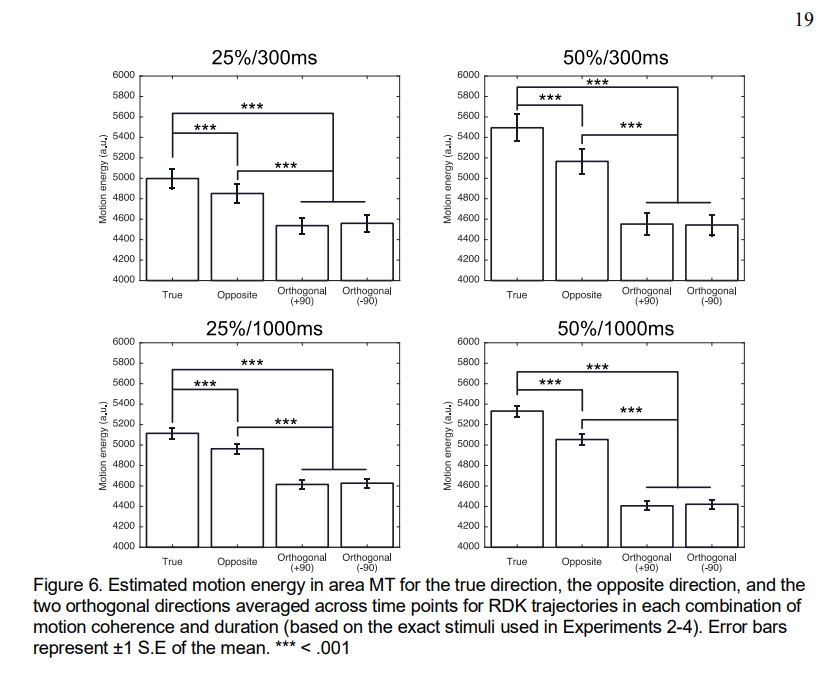 19
25%/300ms
50%/300ms
6000
5800
5600
5400
5200
5000
4800
4600
4400
4200
4000
Motion energy (a.u.)
***
***
***
True
Opposite
Orthogonal
(+90)
Orthogonal
(-90)
6000
5800
5600
5400
5200
5000
4800
4600
4400
4200
4000
Motion energy (a.u.)
***
***
***
True
Opposite
Orthogonal
(+90)
Orthogonal
(-90)
25%/1000ms
50%/1000ms
6000
5800
5600
5400
5200
5000
4800
4600
4400
4200
4000
Motion energy (a.u.)
***
***
***
True
Opposite
Orthogonal
(+90)
Orthogonal
(-90)
6000
5800
5600
5400
5200
5000
4800
4600
4400
4200
4000
Motion energy (a.u.)
***
***
***
True
Opposite
Orthogonal
(+90)
Orthogonal
(-90)
Figure 6. Estimated motion energy in area MT for the true direction, the opposite direction, and the
two orthogonal directions averaged across time points for RDK trajectories in each combination of
motion coherence and duration (based on the exact stimuli used in Experiments 2-4). Error bars
represent ±1 S.E of the mean. *** < .001